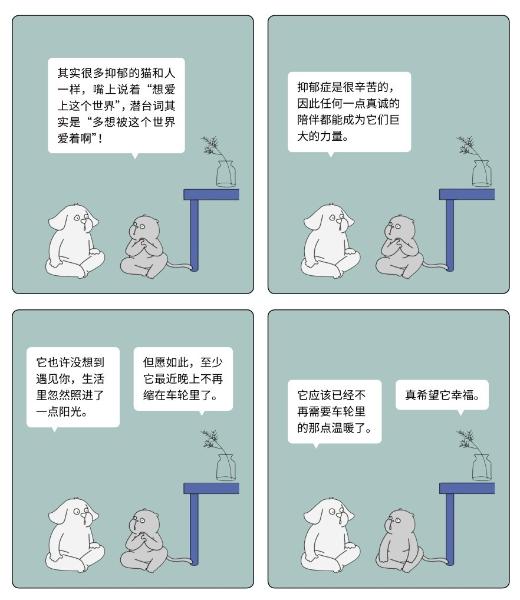 其实很多抑郁的猫和人
一样，嘴上说着“想爱
上这个世界”，潜台词其
实是“多想被这个世界
爱着啊”！
抑郁症是很辛苦的，
因此任何一点真诚的
陪伴都能成为它们巨
大的力量。
它也许没想到
遇见你，生活
里忽然照进了
一点阳光。
但愿如此，至少
它最近晚上不再
缩在车轮里了。
它应该已经不
再需要车轮里
的那点温暖了。
真希望它幸福。